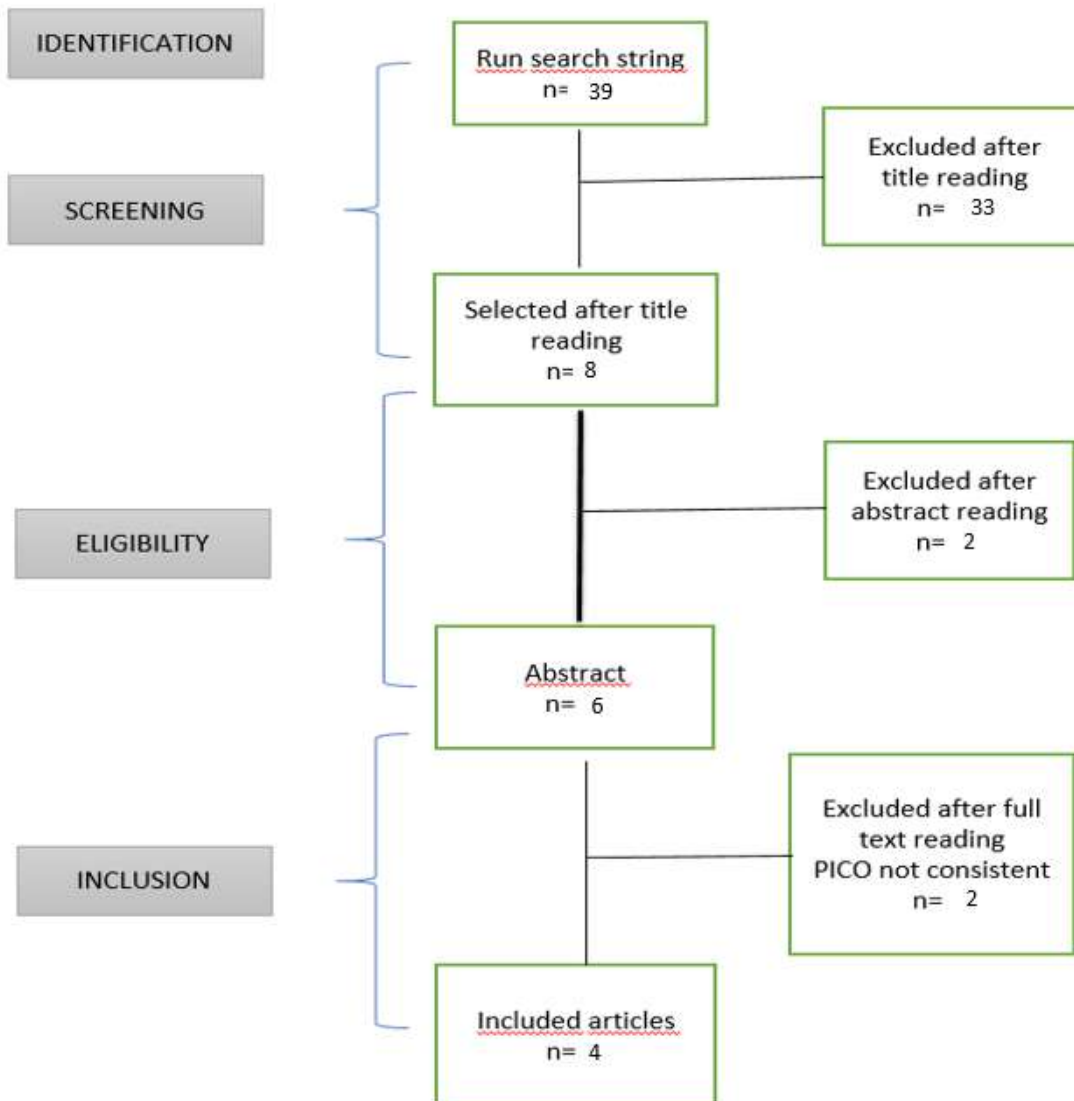 IDENTIFICATION
Run search string
n= 39
Excluded after
title reading
n= 33
SCREENING
Selected after title
reading
n= 8
Excluded after
abstract reading
n= 2
ELIGIBILITY
Abstract
n= 6
Excluded after full
text reading
PICO not consistent
n= 2
INCLUSION
Included articles
n= 4